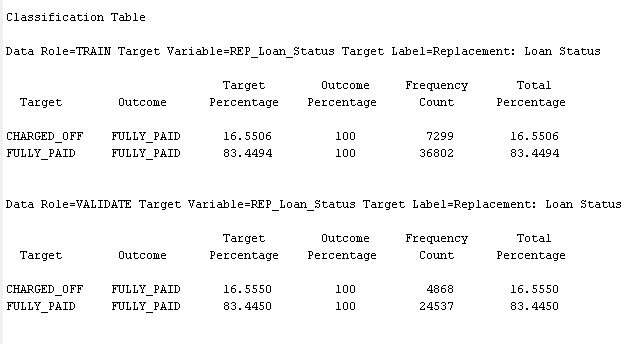 Classification Table
Data Role=TRAIN Target Variable=REP_Loan_Status Target Label=Replacement: Loan Status
Target Outcome Frequency Total
Target Outcome Percentage Percentage Count Percentage
CHARGED_OFF FULLY_PAID 16.5506 100 7299 16.5506
FULLY_PAID FULLY_PAID 83.4494 100 36802 83.4494
Data Role=VALIDATE Target Variable=REP_Loan_Status Target Label=Replacement: Loan Status
Target Outcome Frequency Total
Target Outcome Percentage Percentage Count Percentage
CHARGED_OFF FULLY_PAID 16.5550 100 4868 16.5550
FULLY_PAID FULLY_PAID 83.4450 100 24537 83.4450